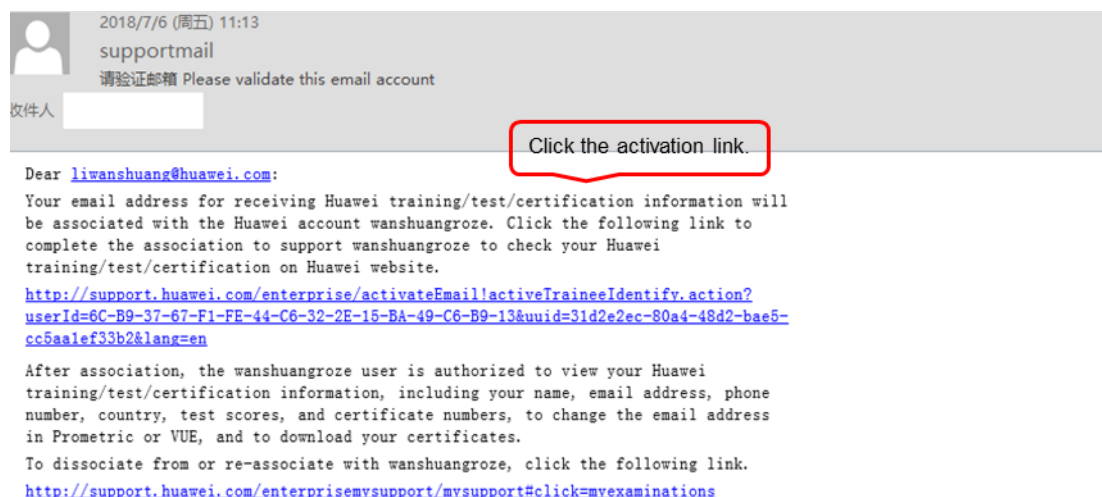 2018/7/6 (周五) 11:13
supportmail
请验证邮箱 Please validate this email account
收件人
Click the activation link.
Dear liwanshuang@huawei.com:
Your email address for receiving Huawei training/test/certification information will
be associated with the Huawei account wanshuangroze. Click the following link to
complete the association to support wanshuangroze to check your Huawei
training/test/certification on Huawei website.
http://support.huawei.com/enterprise/activateEmail!activeTraineeIdentify.action?
userId=6C-B9-37-67-F1-FE-44-C6-32-2E-15-BA-49-C6-B9-13&uuid=31d2e2ec-80a4-48d2-bae5-
cc5aa1ef33b2&lang=en
After association, the wanshuangroze user is authorized to view your Huawei
training/test/certification information, including your name, email address, phone
number, country, test scores, and certificate numbers, to change the email address
in Prometric or VUE, and to download your certificates.
To dissociate from or re-associate with wanshuangroze, click the following link.
http://support.huawei.com/enterprisemysupport/mysupport#click=myexaminations